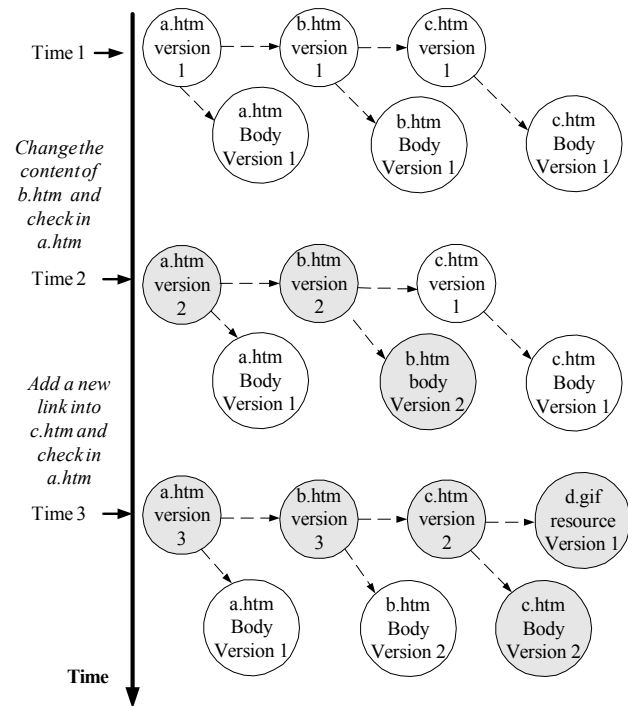 Time 1
a.htm
version
1
b.htm
version
1
c.htm
version
1
a.htm
Body
Version 1
b.htm
Body
Version 1
c.htm
Body
Version 1
Change the
content of
b.htm and
check in
a.htm
Time 2
a.htm
version
2
b.htm
version
2
c.htm
version
1
a.htm
Body
Version 1
b.htm
body
Version 2
c.htm
Body
Version 1
Add a new
link into
c.htm and
check in
a.htm
Time 3
a.htm
version
3
b.htm
version
3
c.htm
version
2
d.gif
resource
Version 1
a.htm
Body
Version 1
b.htm
Body
Version 2
c.htm
Body
Version 2
Time